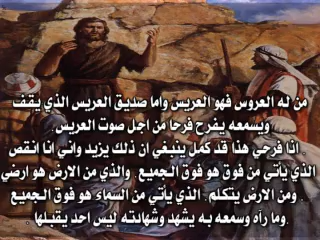 من له العروس فهو العريس واما صديق العريس الذي يقف
ويسمعه يفرح فرحا من اجل صوت العريس.
اذا فرحي هذا قد كمل ينبغي ان ذلك يزيد واني انا انقص
الذي يأتي من فوق هو فوق الجميع. والذي من الارض هو ارضي
. ومن الارض يتكلم. الذي يأتي من السماء هو فوق الجميع
.وما رآه وسمعه به يشهد وشهادته ليس احد يقبلها .